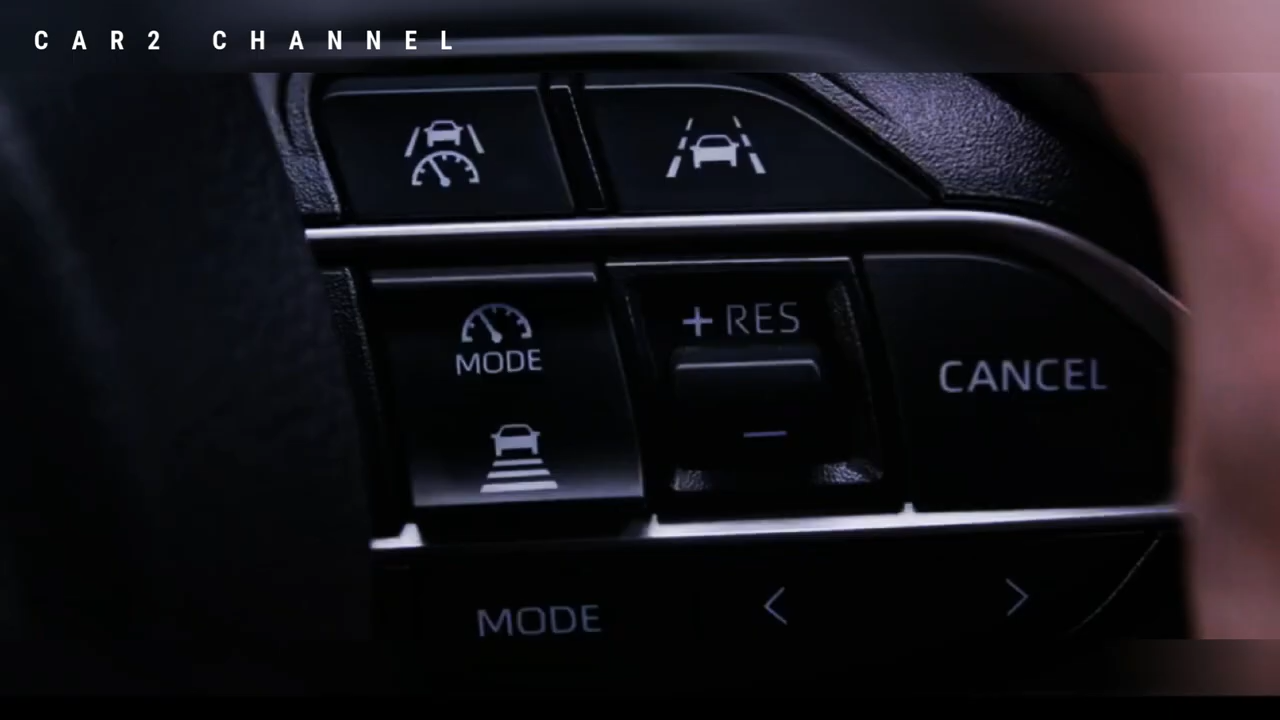 CAR2 CHANNEL
MODE
+RES
—
CANCEL
MODE < >